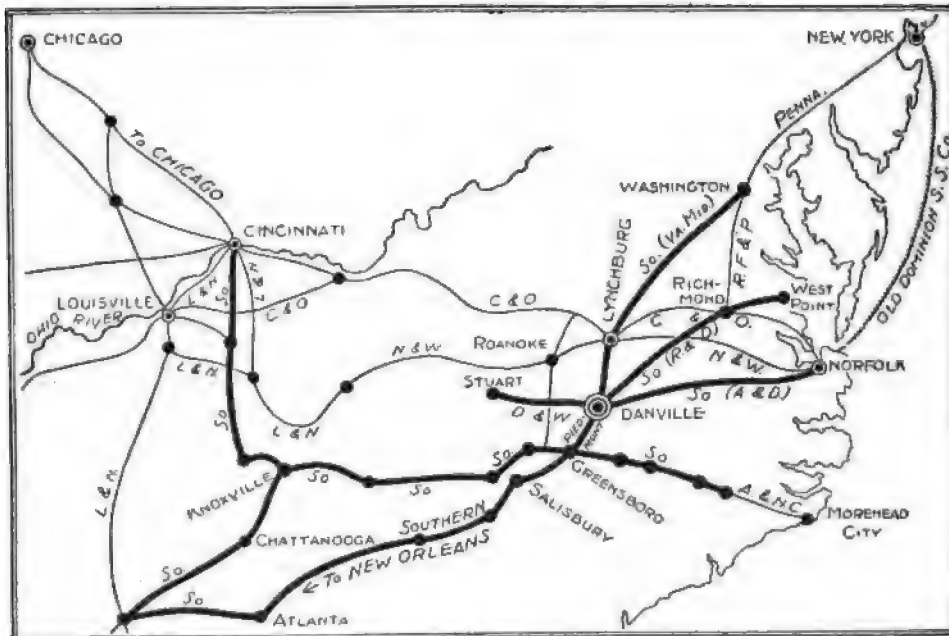 CHICAGO
NEW YORK
PENNA.
TO CHICAGO
WASHINGTON
OLD DOMINION S.S. Co.
SO. (VA. MID.)
LYNCHBURG
R. F. & P.
CINCINNATI
L & N
SO
L & N
C & O
LOUISVILLE
OHIO RIVER
C & O
RICHMOND
WEST POINT
C. & O.
SO (R. & D)
ROANOKE
N & W
N & W.
NORFOLK
L & N.
STUART
SO (A & D.)
D & W
DANVILLE
L & N
SO
PIEDMONT
SO
SO
SO
SO
KNOXVILLE
GREENSBORO
A & N.C.
SALISBURY
MOREHEAD CITY
L & N.
SOUTHERN
CHATTANOOGA
TO NEW ORLEANS
SO.
SO
ATLANTA